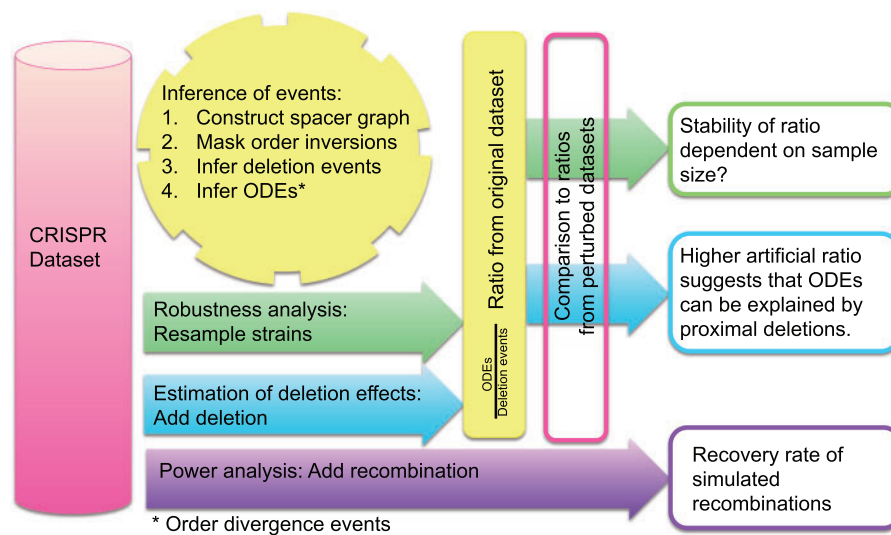 CRISPR
Dataset
Inference of events:
1. Construct spacer graph
2. Mask order inversions
3. Infer deletion events
4. Infer ODEs*
Robustness analysis:
Resample strains
Estimation of deletion effects:
Add deletion
Power analysis: Add recombination
* Order divergence events
ODEs
Deletion events
Ratio from original dataset
Comparison to ratios
from perturbed datasets
Stability of ratio
dependent on sample
size?
Higher artificial ratio
suggests that ODEs
can be explained by
proximal deletions.
Recovery rate of
simulated
recombinations